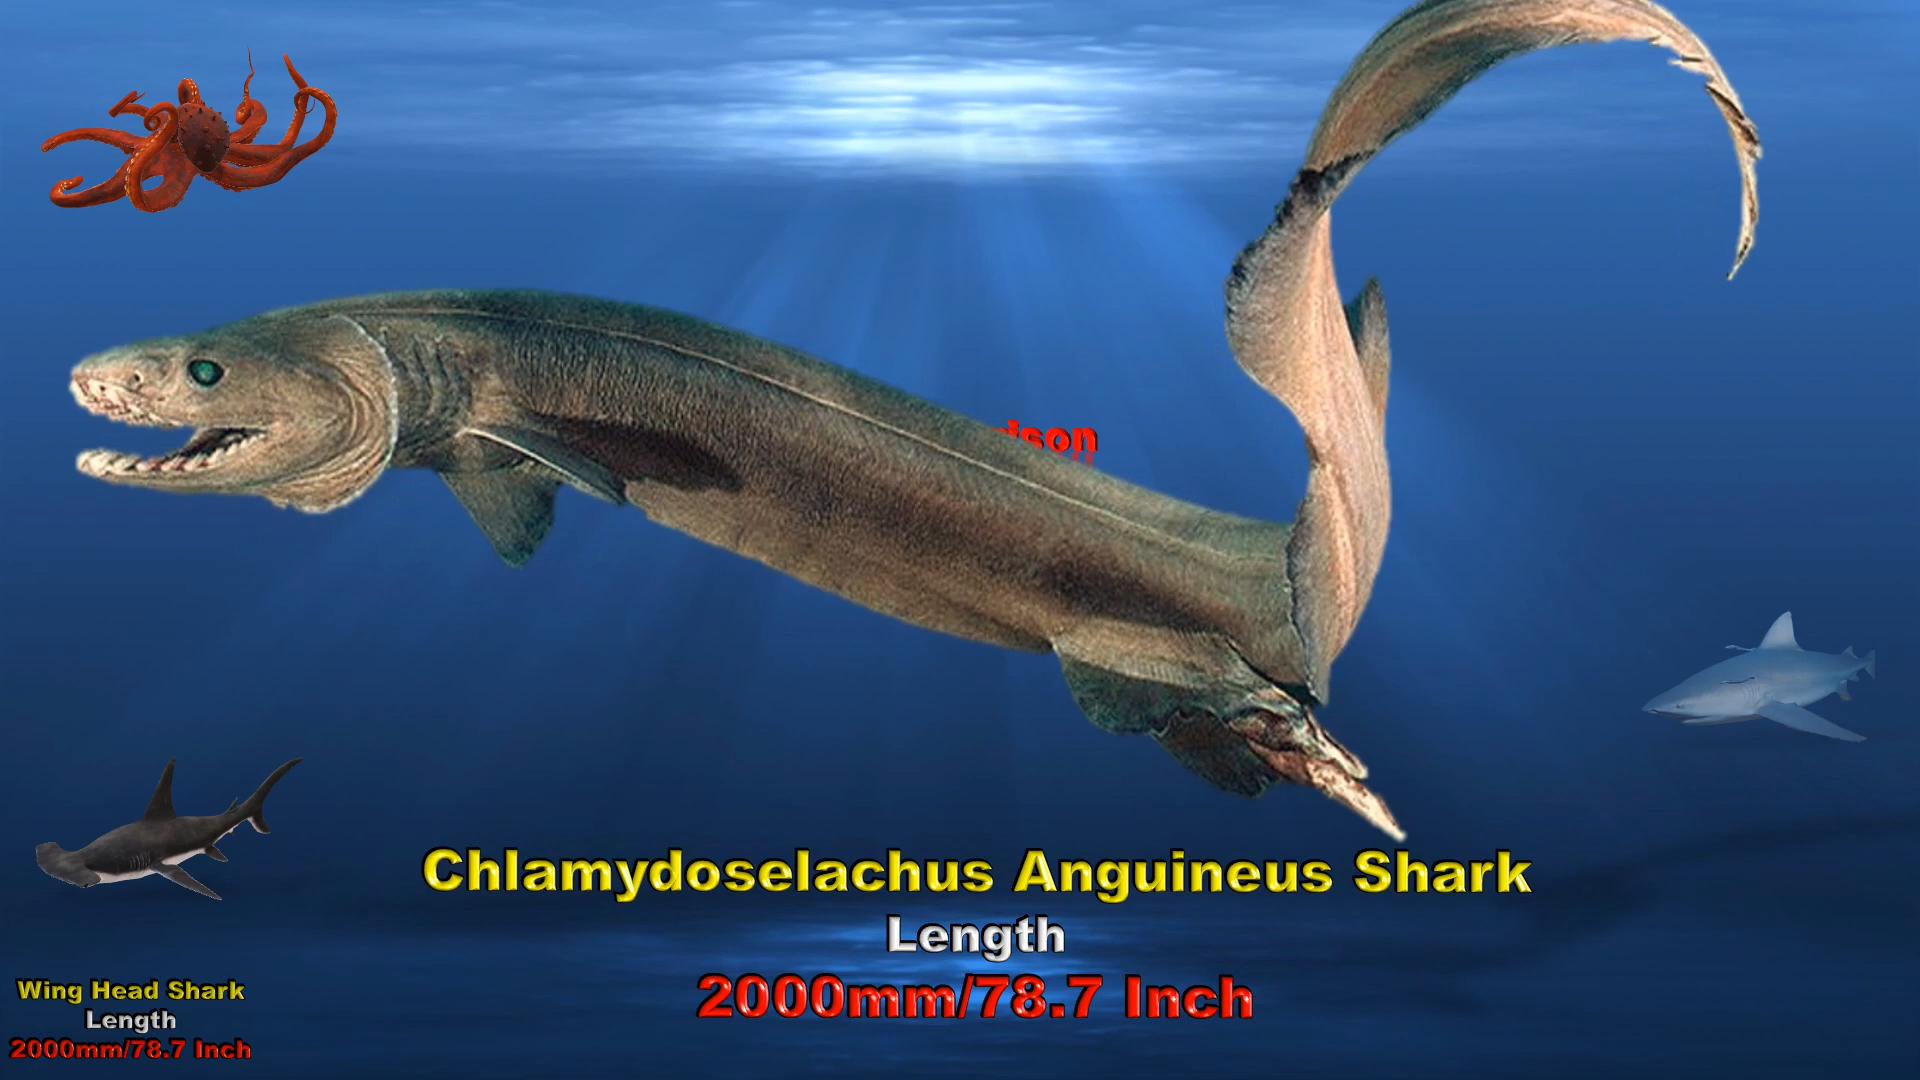 Chlamydoselachus Anguineus Shark
Length
2000mm/78.7 Inch
Wing Head Shark
Length
2000mm/78.7 Inch